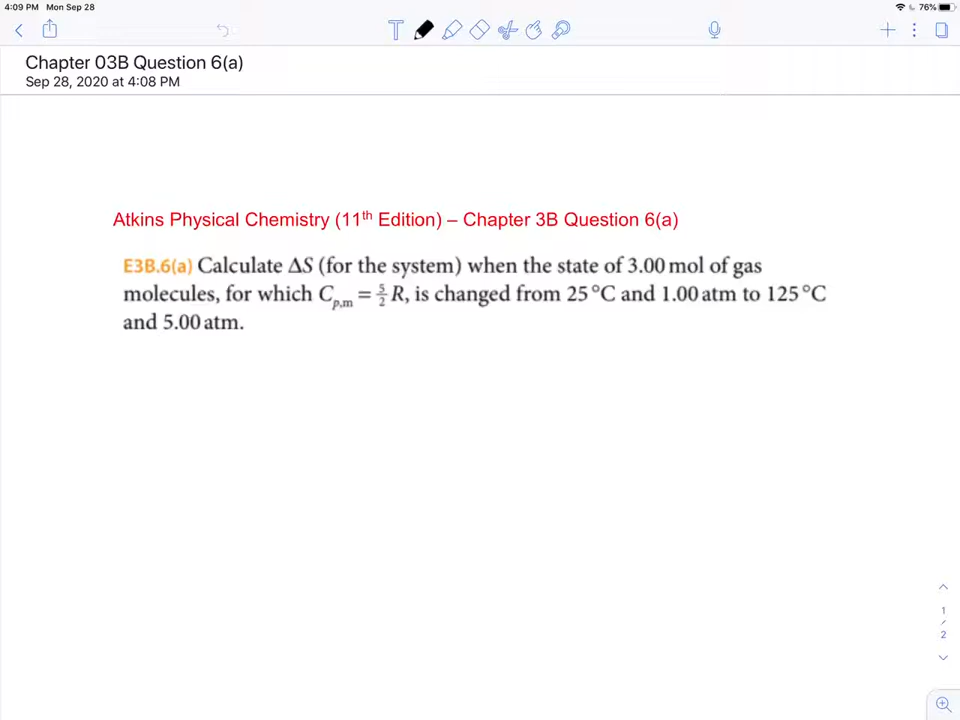 4:09 PM Mon Sep 28
76%
T
Chapter 03B Question 6(a)
Sep 28, 2020 at 4:08 PM
Atkins Physical Chemistry (11th Edition) – Chapter 3B Question 6(a)
E3B.6(a) Calculate ΔS (for the system) when the state of 3.00 mol of gas
molecules, for which Cp,m = 5/2 R, is changed from 25 °C and 1.00 atm to 125 °C
and 5.00 atm.
1
/
2